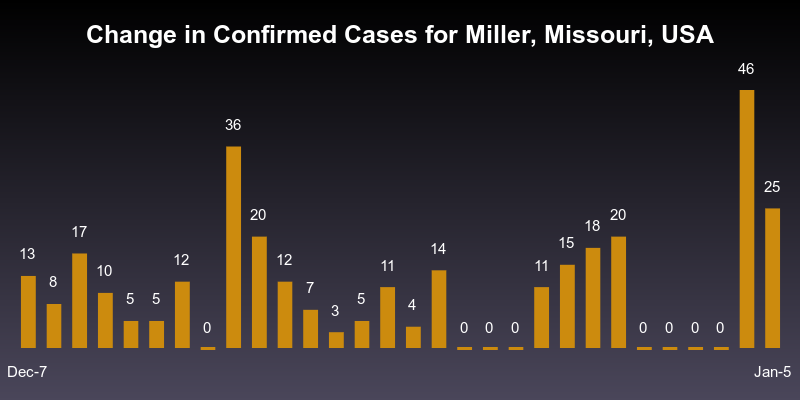 Change in Confirmed Cases for Miller, Missouri, USA
13 8 17 10 5 5 12 0 36 20 12 7 3 5 11 4 14 0 0 0 11 15 18 20 0 0 0 0 46 25
Dec-7 Jan-5